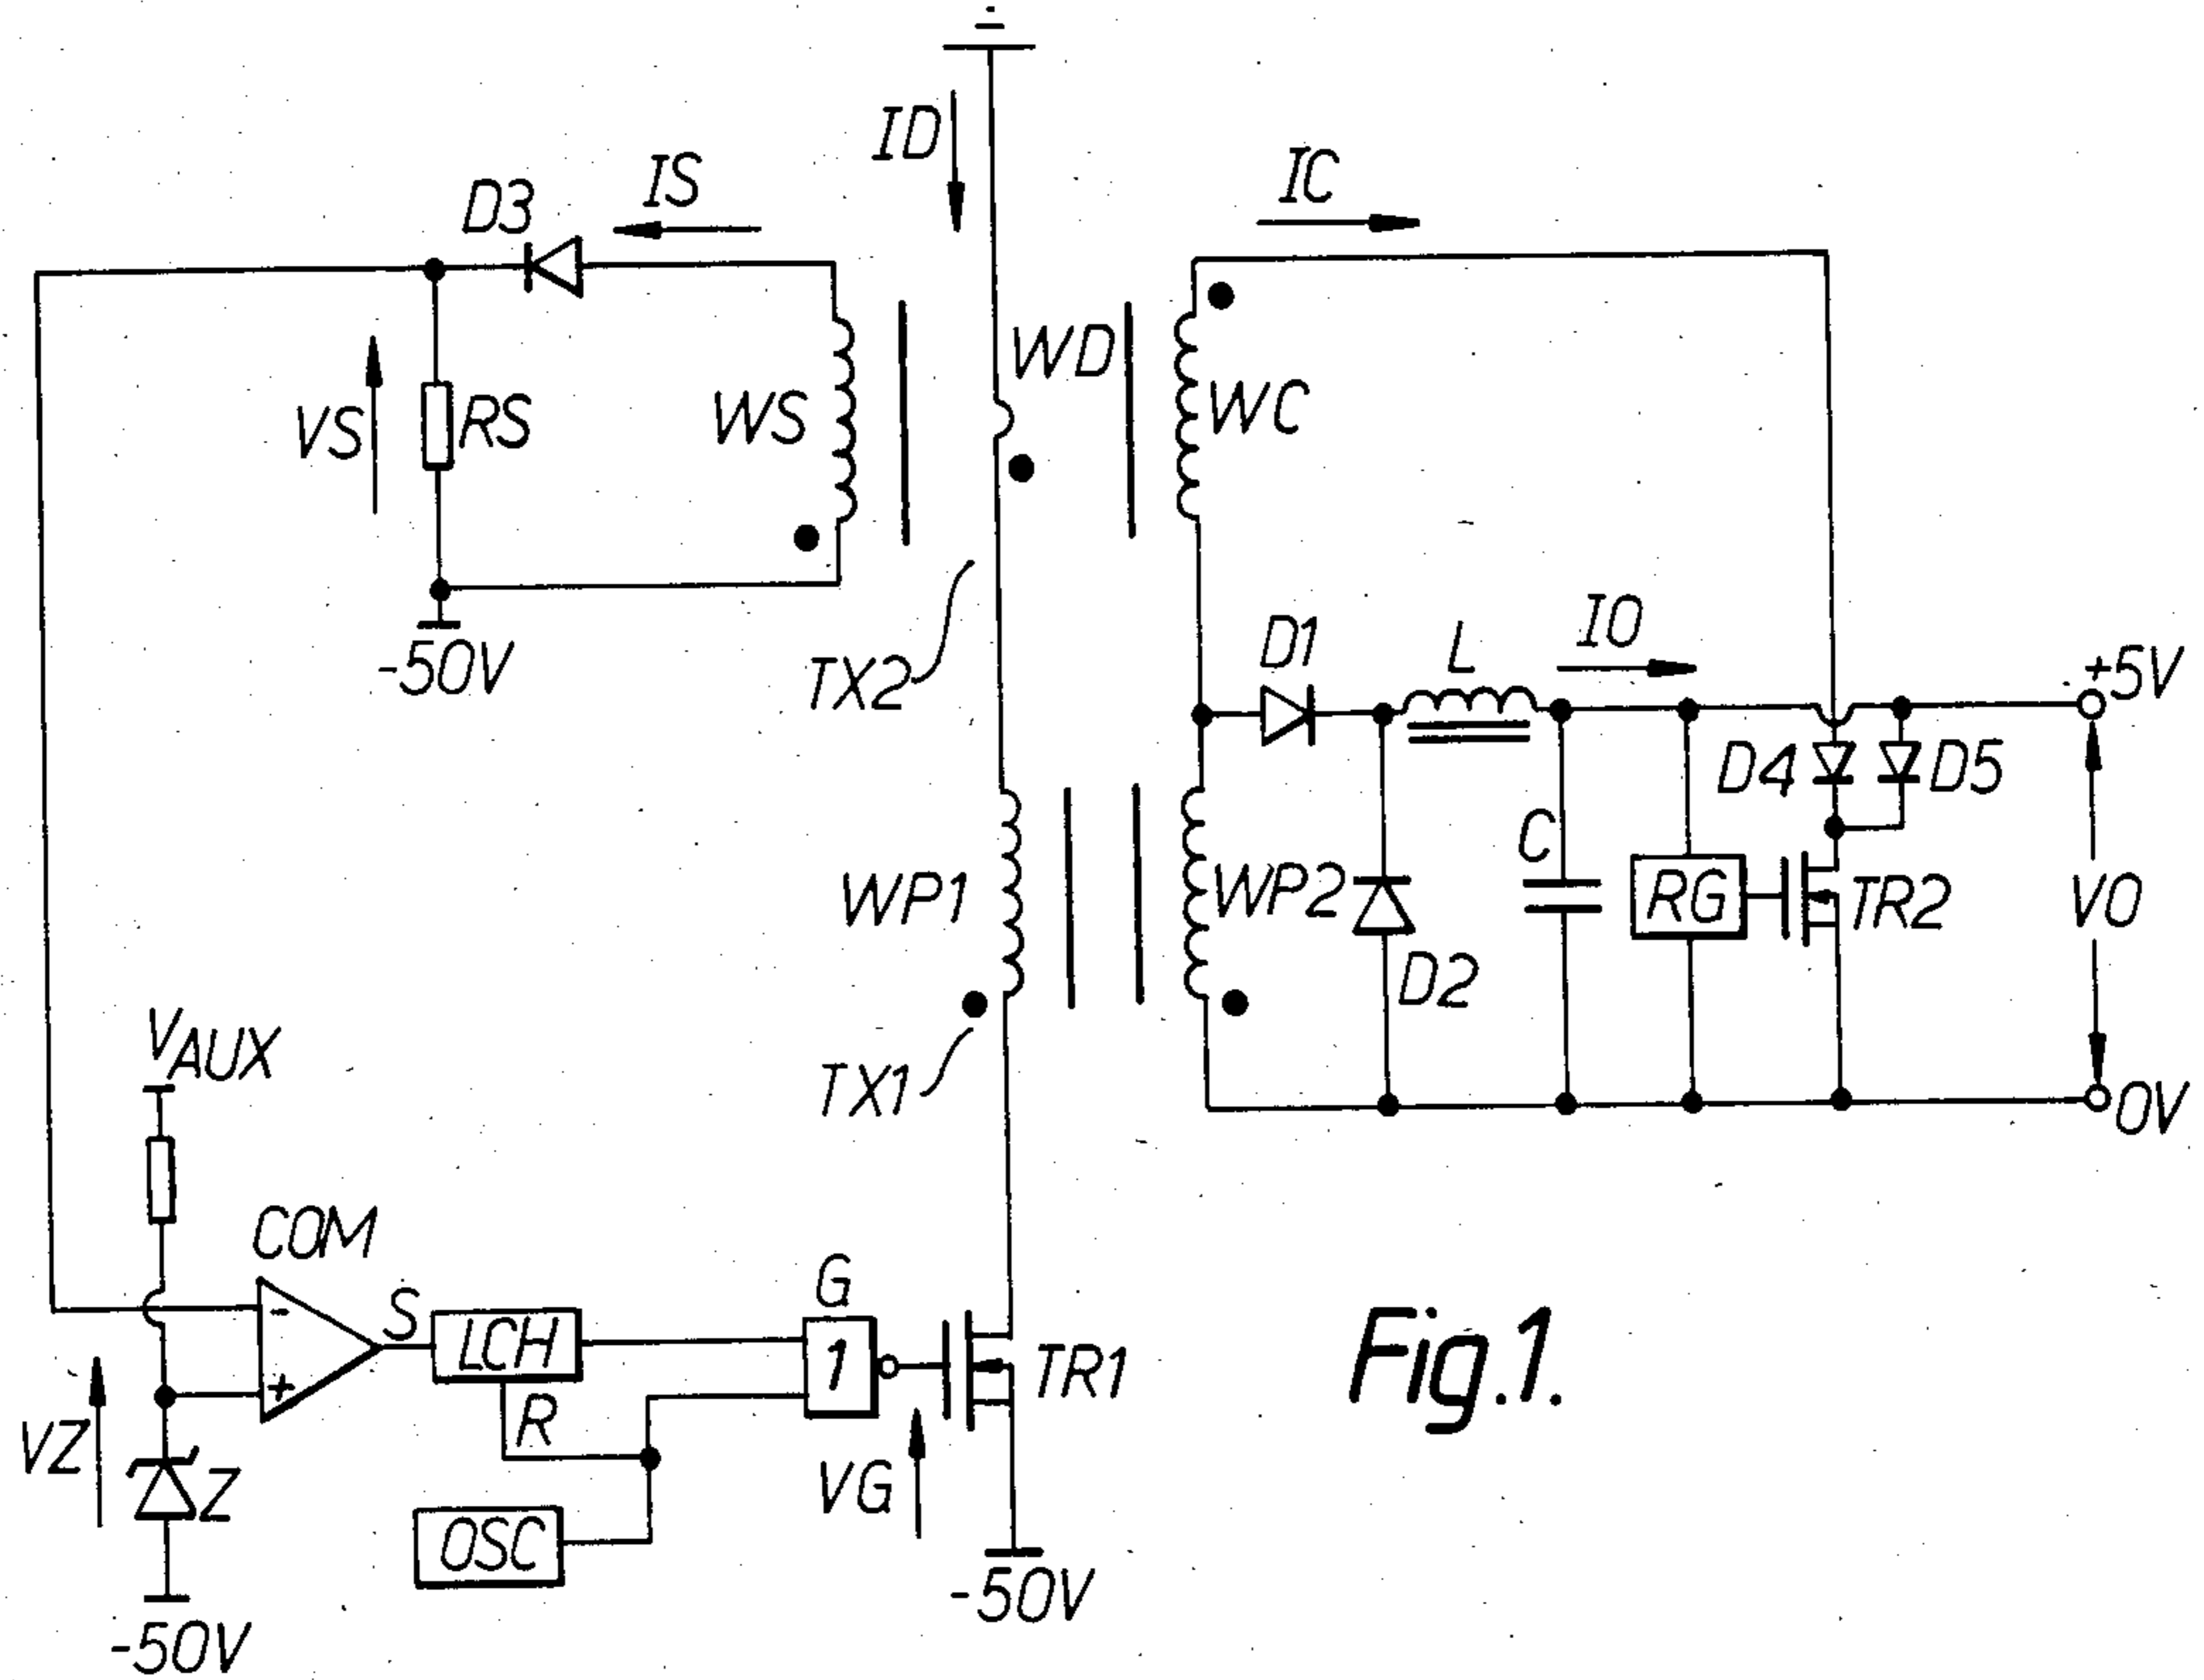 ID
IS
IC
D3
WD
VS
RS
WS
WC
-50V
TX2
D1
L
IO
+5V
D4
D5
C
WP1
WP2
RG
TR2
VO
D2
VAUX
TX1
0V
COM
S
LCH
G
1
TR1
Fig.1.
R
VZ
Z
VG
OSC
-50V
-50V